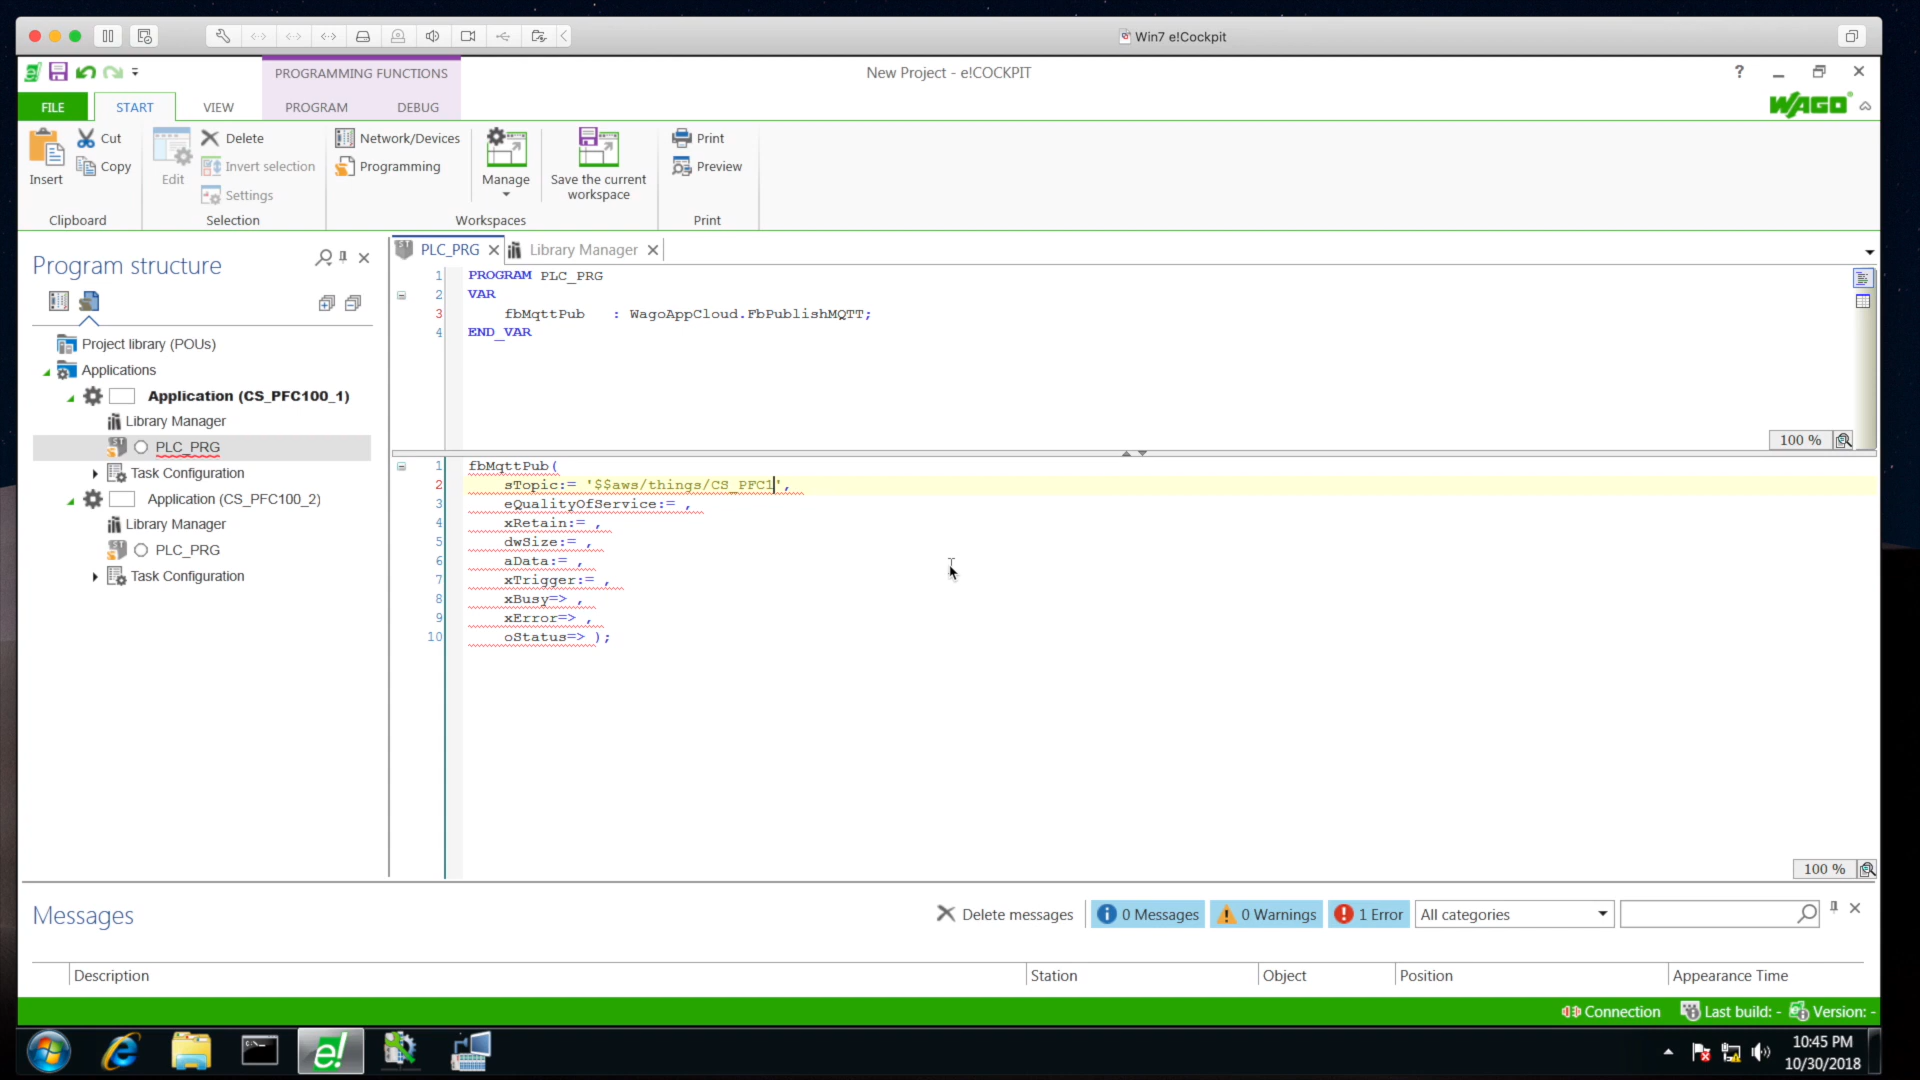 Win7 e!Cockpit
PROGRAMMING FUNCTIONS
New Project - e!COCKPIT
?
FILE
START
VIEW
PROGRAM
DEBUG
WAGO
Insert
Cut
Copy
Clipboard
Edit
Delete
Invert selection
Settings
Selection
Network/Devices
Programming
Manage
Save the current
workspace
Workspaces
Print
Preview
Print
Program structure
Project library (POUs)
Applications
Application (CS_PFC100_1)
Library Manager
PLC_PRG
Task Configuration
Application (CS_PFC100_2)
Library Manager
PLC_PRG
Task Configuration
PLC_PRG
Library Manager
1 PROGRAM PLC_PRG
2 VAR
3 fbMqttPub : WagoAppCloud.FbPublishMQTT;
4 END_VAR
100 %
1 fbMqttPub(
2 sTopic:= '$$aws/things/CS_PFC1',
3 eQualityOfService:= ,
4 xRetain:= ,
5 dwSize:= ,
6 aData:= ,
7 xTrigger:= ,
8 xBusy=> ,
9 xError=> ,
10 oStatus=> );
100 %
Messages
Delete messages
0 Messages
0 Warnings
1 Error
All categories
Description
Station
Object
Position
Appearance Time
Connection
Last build: -
Version: -
10:45 PM
10/30/2018